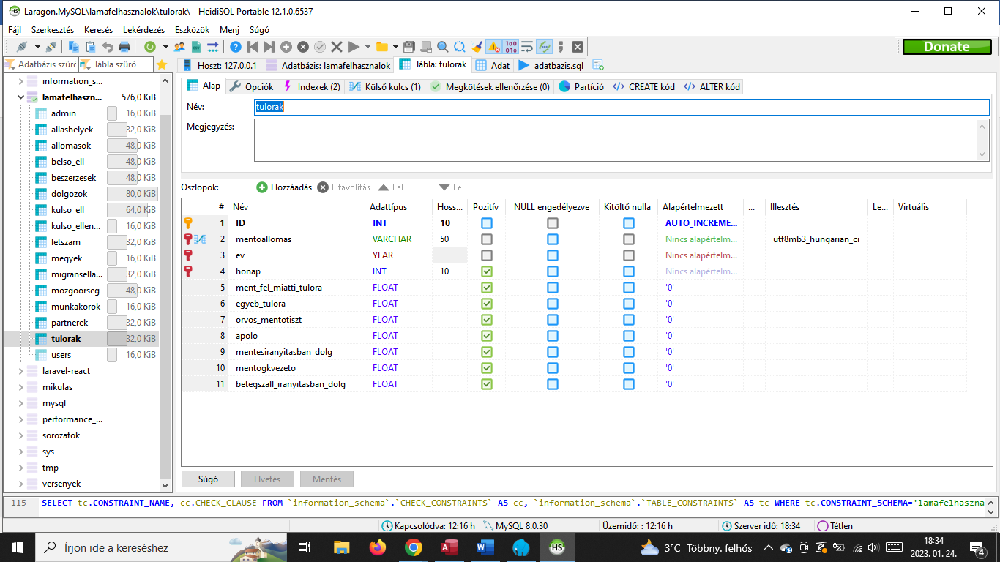 Laragon.MySQL\lamafelhasznalok\tulorak\ - HeidiSQL Portable 12.1.0.6537
Fájl Szerkesztés Keresés Lekérdezés Eszközök Menj Súgó
Donate
Adatbázis szűrő Tábla szűrő Hoszt: 127.0.0.1 Adatbázis: lamafelhasznalok Tábla: tulorak Adat adatbazis.sql
information_s...
lamafelhaszn... 576,0 KiB
admin 16,0 KiB
allashelyek 32,0 KiB
allomasok 48,0 KiB
belso_ell 48,0 KiB
beszerzesek 48,0 KiB
dolgozok 80,0 KiB
kulso_ell 64,0 KiB
kulso_ellen... 16,0 KiB
letszam 32,0 KiB
megyek 16,0 KiB
migransella... 32,0 KiB
mozgoorseg 48,0 KiB
munkakorok 16,0 KiB
partnerek 32,0 KiB
tulorak 32,0 KiB
users 16,0 KiB
laravel-react
mikulas
mysql
performance_...
sorozatok
sys
tmp
versenyek
Alap Opciók Indexek (2) Külső kulcs (1) Megkötések ellenőrzése (0) Partíció CREATE kód ALTER kód
Név: tulorak
Megjegyzés:
Oszlopok: Hozzáadás Eltávolítás Fel Le
# Név Adattípus Hoss... Pozitív NULL engedélyezve Kitöltő nulla Alapértelmezett ... Illesztés Le... Virtuális
1 ID INT 10 AUTO_INCREME...
2 mentoallomas VARCHAR 50 Nincs alapértelm... utf8mb3_hungarian_ci
3 ev YEAR Nincs alapértelm...
4 honap INT 10 Nincs alapértelm...
5 ment_fel_miatti_tulora FLOAT '0'
6 egyeb_tulora FLOAT '0'
7 orvos_mentotiszt FLOAT '0'
8 apolo FLOAT '0'
9 mentesiranyitasban_dolg FLOAT '0'
10 mentogkvezeto FLOAT '0'
11 betegszall_iranyitasban_dolg FLOAT '0'
Súgó Elvetés Mentés
115 SELECT tc.CONSTRAINT_NAME, cc.CHECK_CLAUSE FROM `information_schema`.`CHECK_CONSTRAINTS` AS cc, `information_schema`.`TABLE_CONSTRAINTS` AS tc WHERE tc.CONSTRAINT_SCHEMA='lamafelhaszna
Kapcsolódva: 12:16 h MySQL 8.0.30 Üzemidő: : 12:16 h Szerver idő: 18:34 Tétlen
Írjon ide a kereséshez
3°C Többny. felhős
18:34
2023. 01. 24.
4